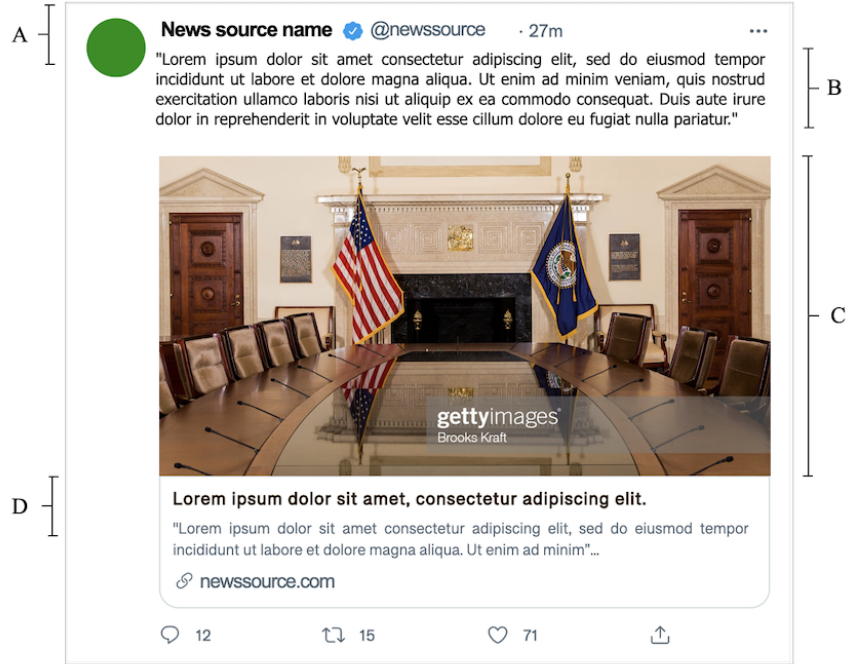 A
News source name @newssource · 27m
"Lorem ipsum dolor sit amet consectetur adipiscing elit, sed do eiusmod tempor
incididunt ut labore et dolore magna aliqua. Ut enim ad minim veniam, quis nostrud
exercitation ullamco laboris nisi ut aliquip ex ea commodo consequat. Duis aute irure
dolor in reprehenderit in voluptate velit esse cillum dolore eu fugiat nulla pariatur."
B
C
gettyimages®
Brooks Kraft
D
Lorem ipsum dolor sit amet, consectetur adipiscing elit.
"Lorem ipsum dolor sit amet consectetur adipiscing elit, sed do eiusmod tempor
incididunt ut labore et dolore magna aliqua. Ut enim ad minim"...
newssource.com
12 15 71